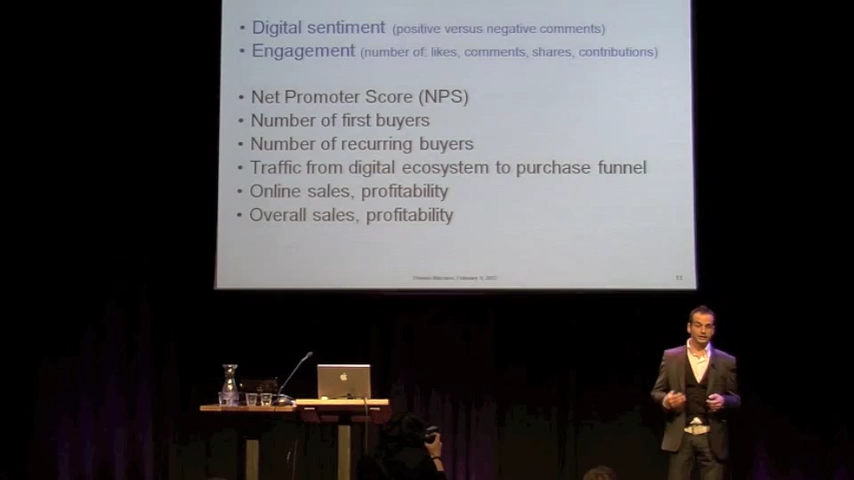 • Digital sentiment (positive versus negative comments)
• Engagement (number of: likes, comments, shares, contributions)
• Net Promoter Score (NPS)
• Number of first buyers
• Number of recurring buyers
• Traffic from digital ecosystem to purchase funnel
• Online sales, profitability
• Overall sales, profitability